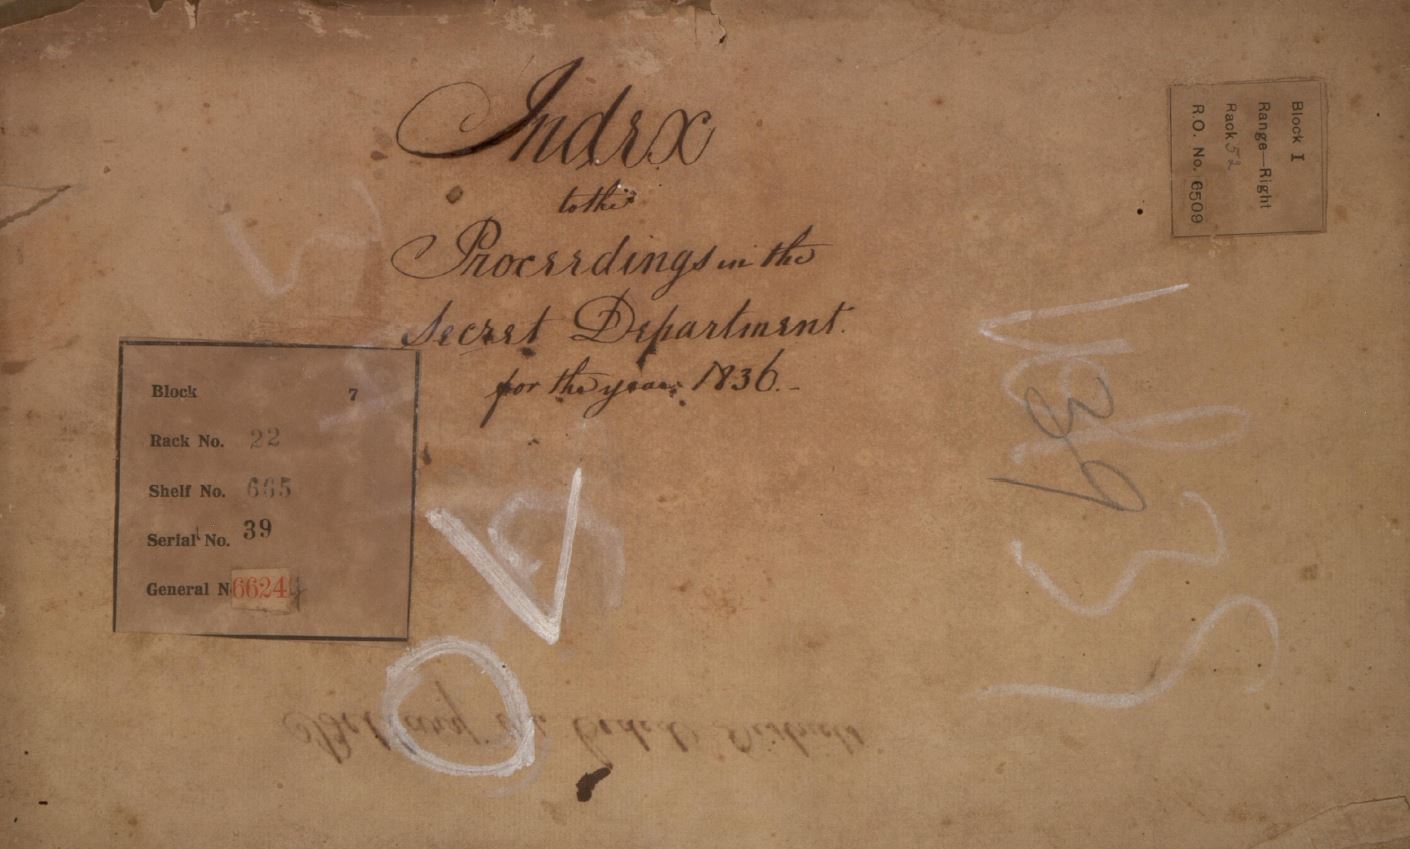 Index
to the
Proceedings in the
Secret Department.
for the year 1836.-
Block I
Range—Right
Rack 52
R.O. No. 6509
Block 7
Rack No. 22
Shelf No. 665
Serial No. 39
General N 6624
39